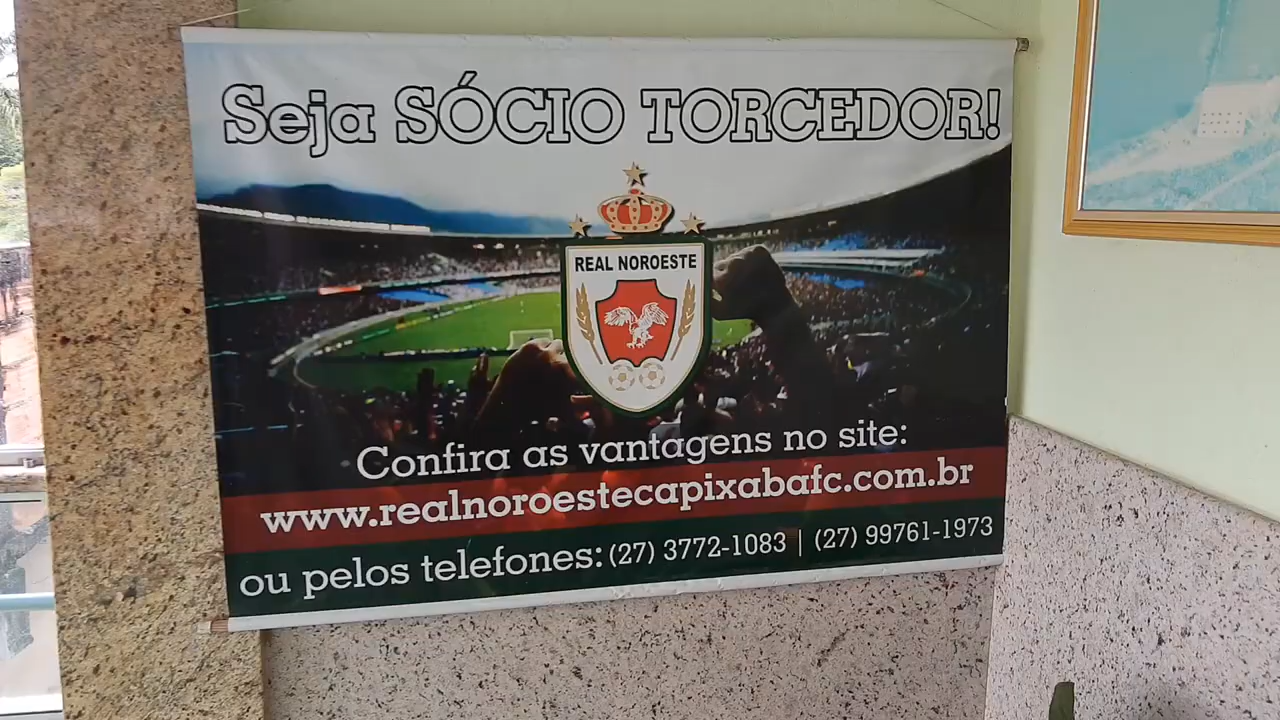 Seja SÓCIO TORCEDOR!
REAL NOROESTE
Confira as vantagens no site:
www.realnoroestecapixabafc.com.br
ou pelos telefones: (27) 3772-1083 | (27) 99761-1973